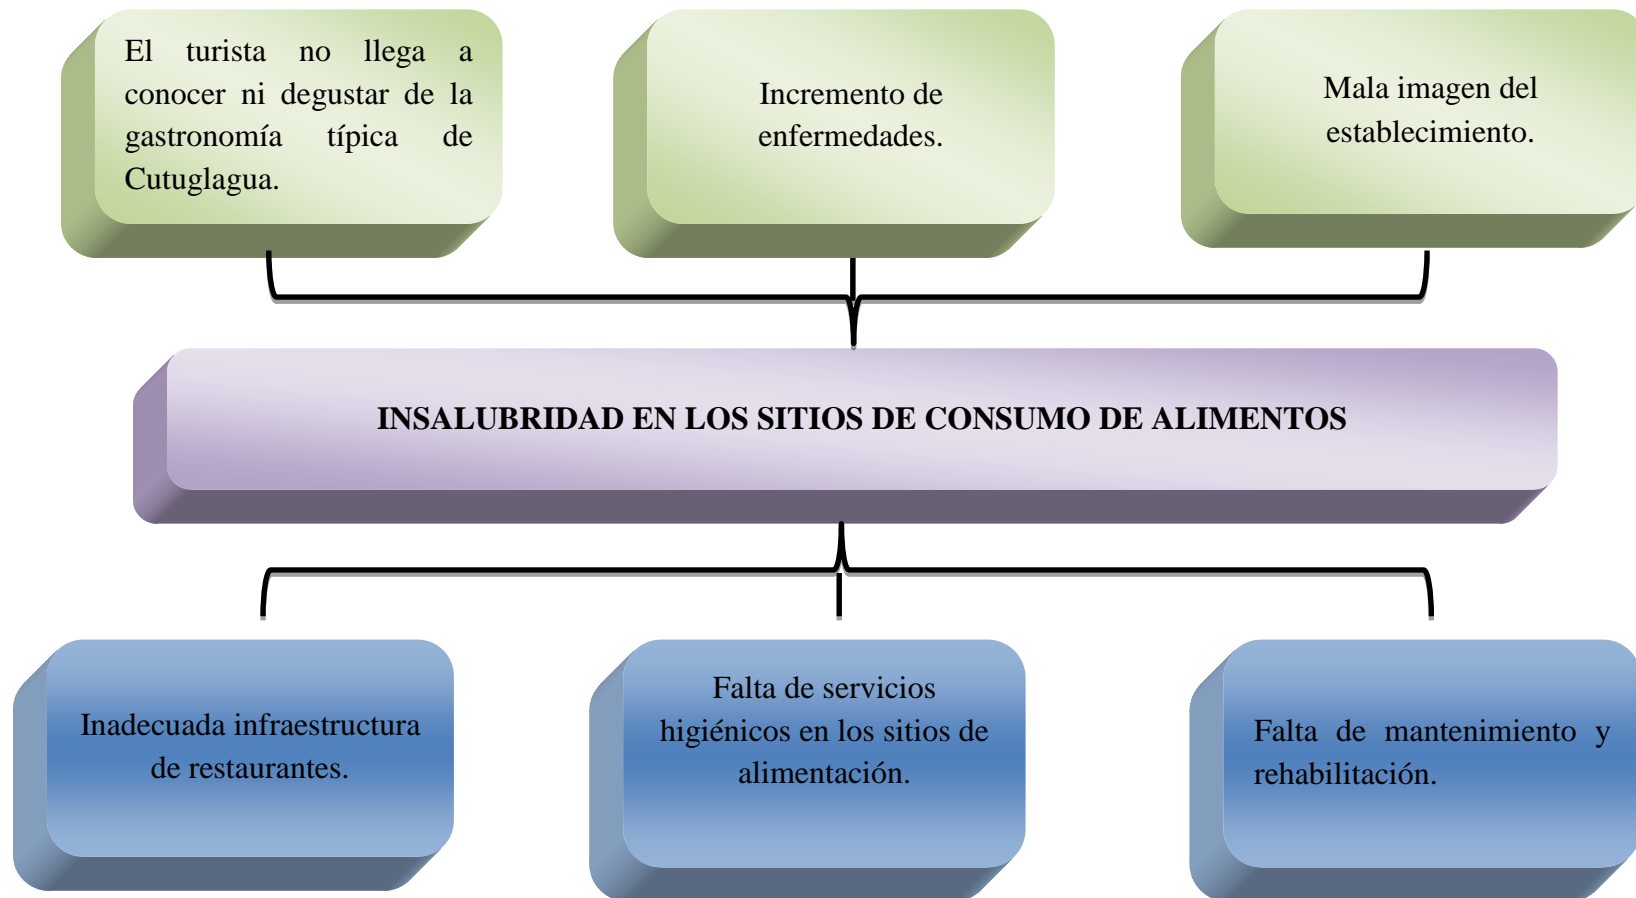 El turista no llega a
conocer ni degustar de la
gastronomía típica de
Cutuglagua.
Incremento de
enfermedades.
Mala imagen del
establecimiento.
INSALUBRIDAD EN LOS SITIOS DE CONSUMO DE ALIMENTOS
Inadecuada infraestructura
de restaurantes.
Falta de servicios
higiénicos en los sitios de
alimentación.
Falta de mantenimiento y
rehabilitación.